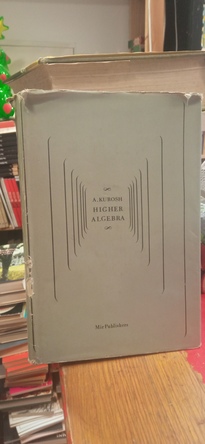 A. KUROSH
HIGHER
ALGEBRA
Mir Publishers